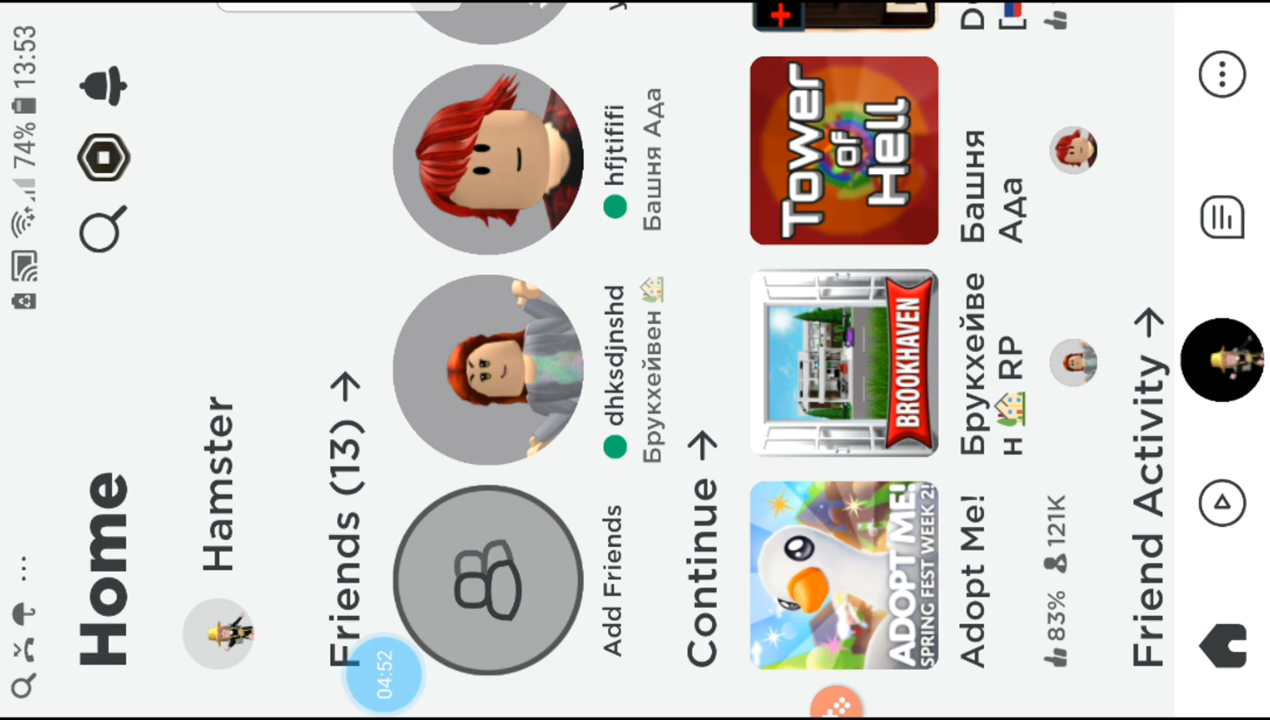 ... 74% 13:53
Home
Hamster
Friends (13) →
Add Friends
dhksdjnshd
Брукхейвен 🏡
hfjtififi
Башня Ада
04:52
Continue →
ADOPT ME!
SPRING FEST WEEK 2!
Adopt Me!
83% 121K
BROOKHAVEN
Брукхейве
н 🏡 RP
TOWER
OF
HELL
Башня
Ада
Friend Activity →